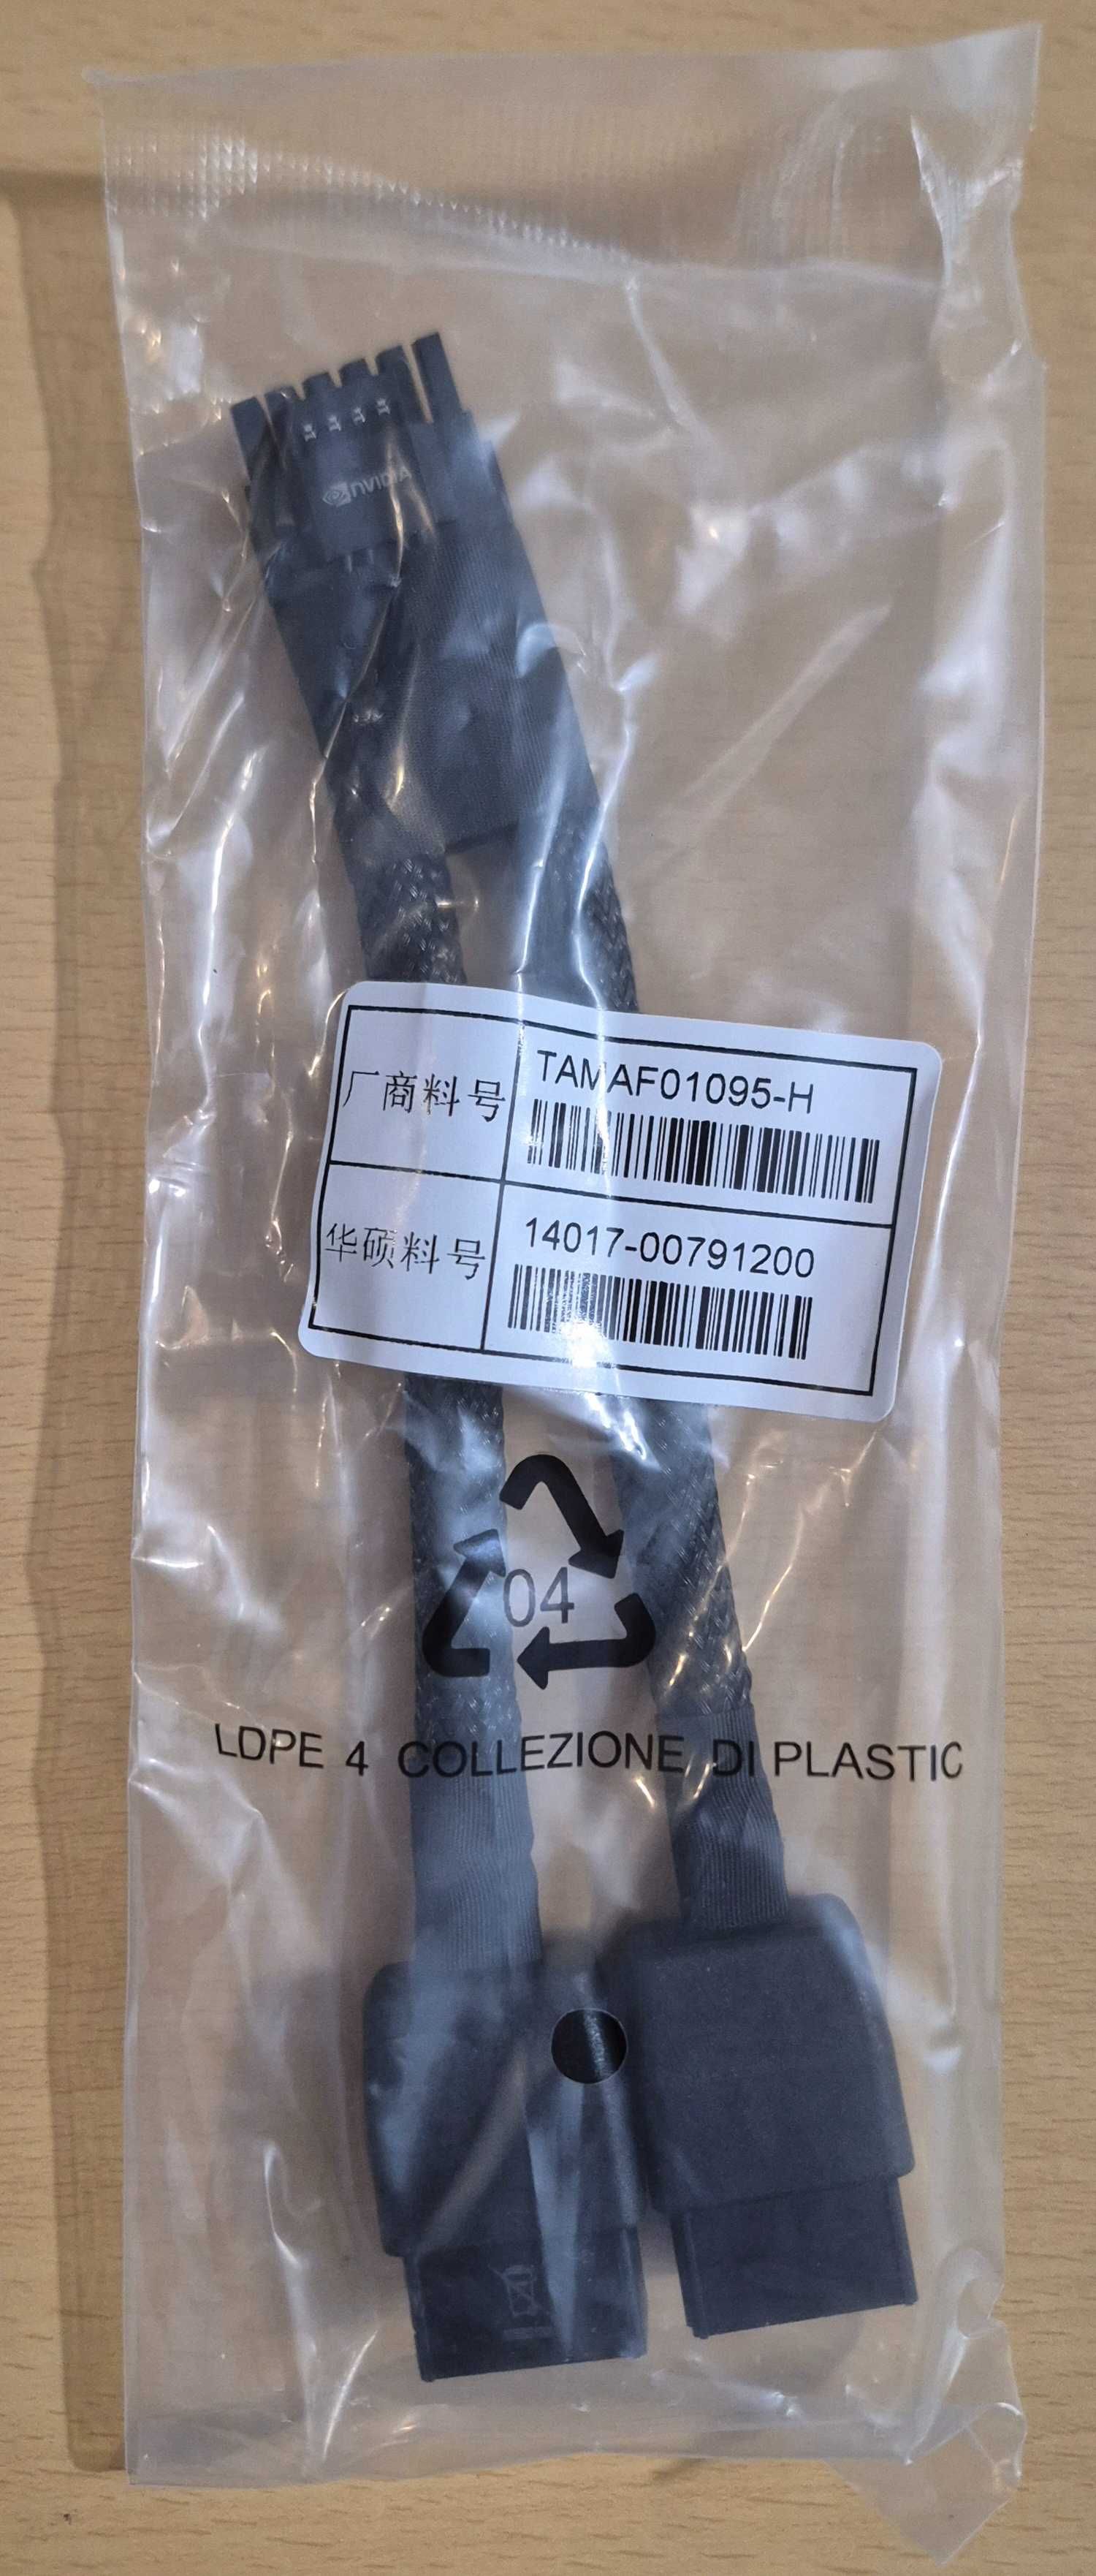 NVIDIA
厂商料号
TAMAF01095-H
华硕料号
14017-00791200
04
LDPE 4 COLLEZIONE DI PLASTIC